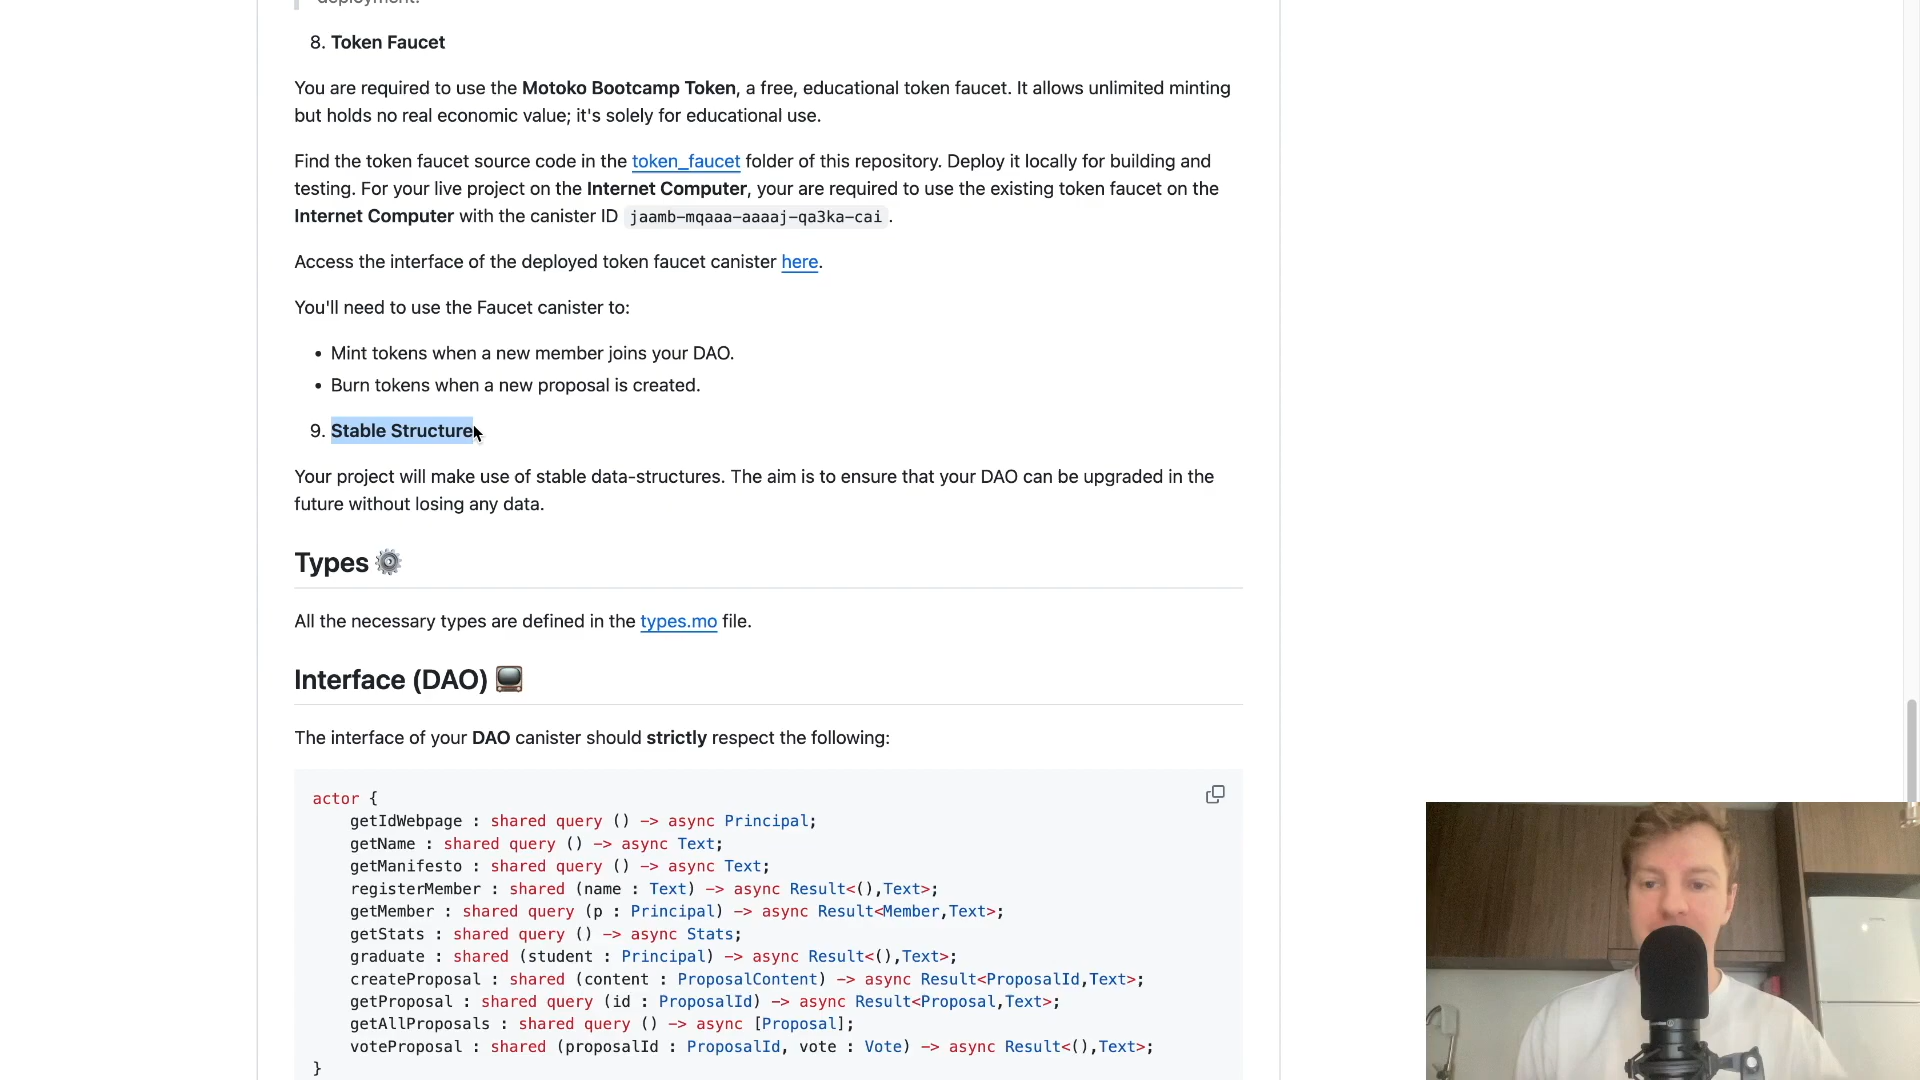 deployment.
8. Token Faucet
You are required to use the Motoko Bootcamp Token, a free, educational token faucet. It allows unlimited minting
but holds no real economic value; it's solely for educational use.
Find the token faucet source code in the token_faucet folder of this repository. Deploy it locally for building and
testing. For your live project on the Internet Computer, your are required to use the existing token faucet on the
Internet Computer with the canister ID jaamb-mqaaa-aaaaj-qa3ka-cai .
Access the interface of the deployed token faucet canister here.
You'll need to use the Faucet canister to:
• Mint tokens when a new member joins your DAO.
• Burn tokens when a new proposal is created.
9. Stable Structure
Your project will make use of stable data-structures. The aim is to ensure that your DAO can be upgraded in the
future without losing any data.
Types
All the necessary types are defined in the types.mo file.
Interface (DAO)
The interface of your DAO canister should strictly respect the following:
actor {
getIdWebpage : shared query () -> async Principal;
getName : shared query () -> async Text;
getManifesto : shared query () -> async Text;
registerMember : shared (name : Text) -> async Result<(),Text>;
getMember : shared query (p : Principal) -> async Result<Member,Text>;
getStats : shared query () -> async Stats;
graduate : shared (student : Principal) -> async Result<(),Text>;
createProposal : shared (content : ProposalContent) -> async Result<ProposalId,Text>;
getProposal : shared query (id : ProposalId) -> async Result<Proposal,Text>;
getAllProposals : shared query () -> async [Proposal];
voteProposal : shared (proposalId : ProposalId, vote : Vote) -> async Result<(),Text>;
}